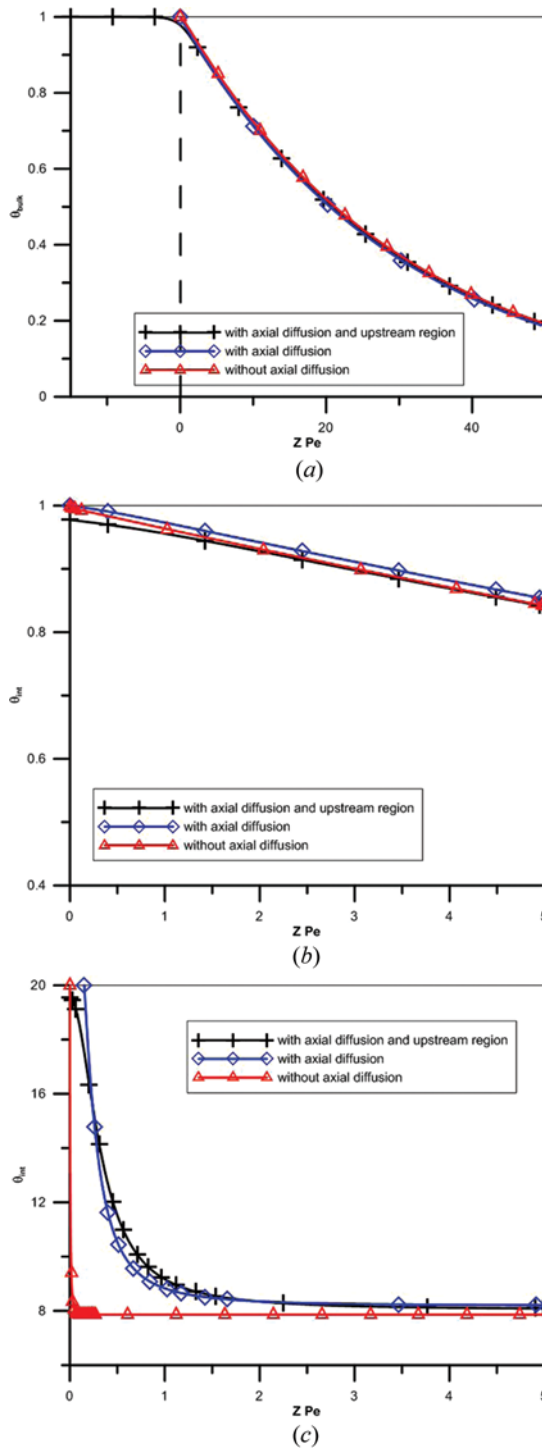 1
0.8
0.6
θbulk
0.4
0.2
0
with axial diffusion and upstream region
with axial diffusion
without axial diffusion
0 20 40
Z Pe
(a)
1
0.8
θint
0.6
0.4
with axial diffusion and upstream region
with axial diffusion
without axial diffusion
0 1 2 3 4 5
Z Pe
(b)
20
16
θint
12
8
with axial diffusion and upstream region
with axial diffusion
without axial diffusion
0 1 2 3 4 5
Z Pe
(c)